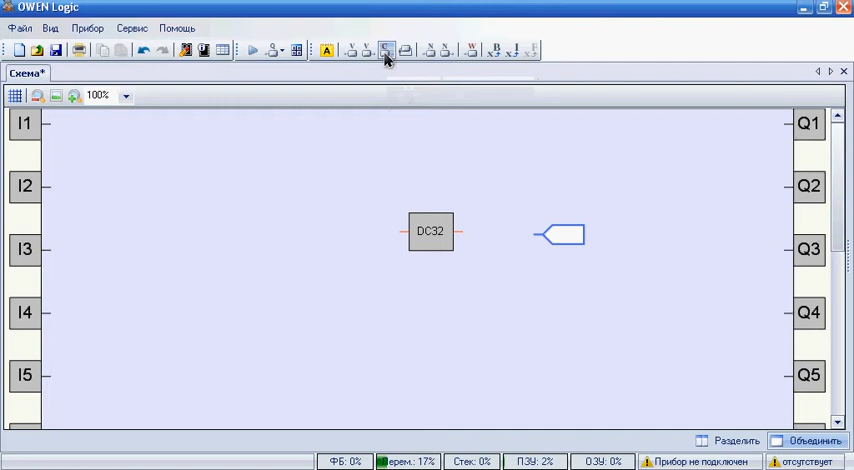 OWEN Logic
Файл Вид Прибор Сервис Помощь
A V V C N N W B I F
Схема*
100%
I1 Q1
I2 Q2
DC32
I3 Q3
I4 Q4
I5 Q5
Разделить Объединить
ФБ: 0% Перем.: 17% Стек: 0% ПЗУ: 2% ОЗУ: 0% Прибор не подключен отсутствует